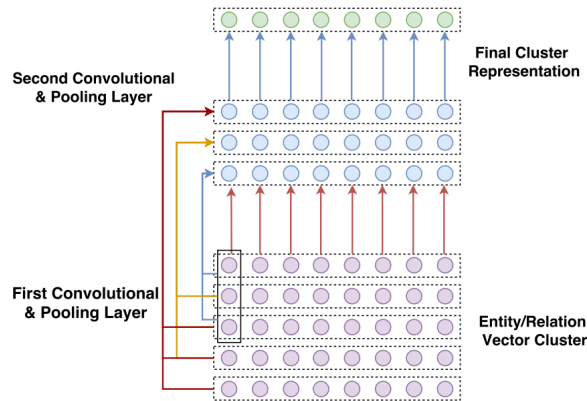 Second Convolutional
& Pooling Layer
Final Cluster
Representation
First Convolutional
& Pooling Layer
Entity/Relation
Vector Cluster